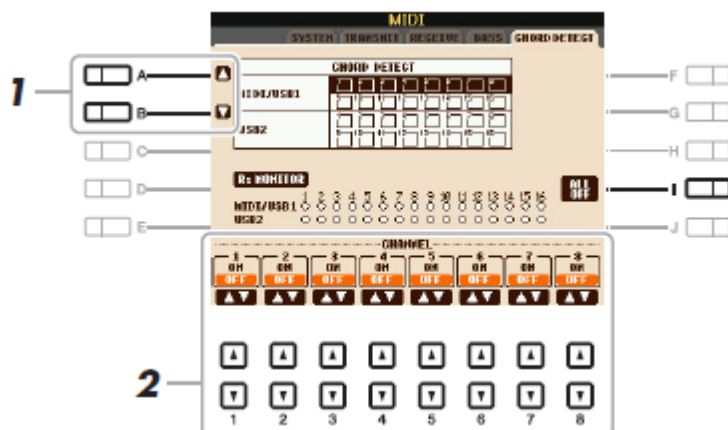 MIDI
SYSTEM TRANSMIT RECEIVE BASS CHORD DETECT
1
A
B
C
D
E
F
G
H
I
J
CHORD DETECT
MIDI/USB1
USB2
R: MONITOR
ALL OFF
1 2 3 4 5 6 7 8 9 10 11 12 13 14 15 16
MIDI/USB1
USB2
CHANNEL
1 2 3 4 5 6 7 8
ON ON ON ON ON ON ON ON
OFF OFF OFF OFF OFF OFF OFF OFF
2
1 2 3 4 5 6 7 8